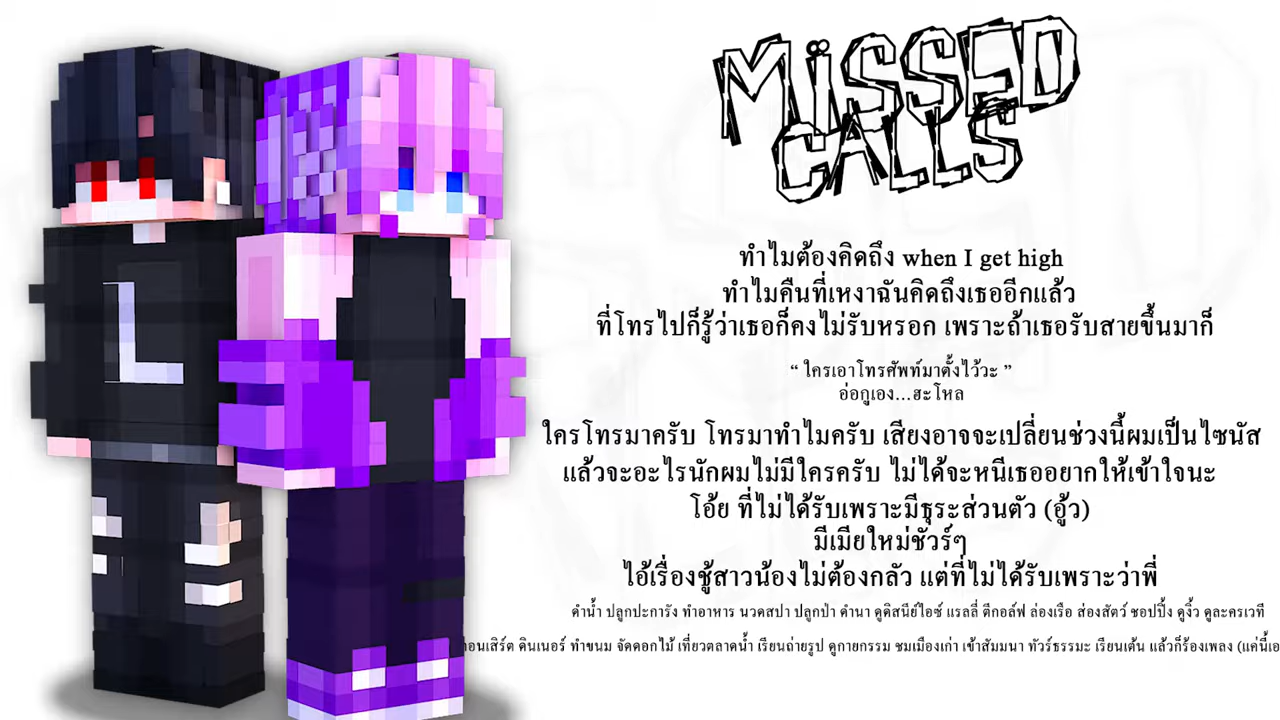 MïSSED
CALLS
ทำไมต้องคิดถึง when I get high
ทำไมคืนที่เหงาฉันคิดถึงเธออีกแล้ว
ที่โทรไปก็รู้ว่าเธอก็คงไม่รับหรอก เพราะถ้าเธอรับสายขึ้นมาก็
“ ใครเอาโทรศัพท์มาตั้งไว้วะ ”
อ่อกูเอง...ฮะโหล
ใครโทรมาครับ โทรมาทำไมครับ เสียงอาจจะเปลี่ยนช่วงนี้ผมเป็นไซนัส
แล้วจะอะไรนักผมไม่มีใครครับ ไม่ได้จะหนีเธออยากให้เข้าใจนะ
โอ้ย ที่ไม่ได้รับเพราะมีธุระส่วนตัว (อู้ว)
มีเมียใหม่ชัวร์ๆ
ไอ้เรื่องชู้สาวน้องไม่ต้องกลัว แต่ที่ไม่ได้รับเพราะว่าพี่
ดำน้ำ ปลูกปะการัง ทำอาหาร นวดสปา ปลูกป่า ดำนา ดูดิสนีย์ไอซ์ แรลลี่ ตีกอล์ฟ ล่องเรือ ส่องสัตว์ ชอปปิ้ง ดูงิ้ว ดูละครเวที
อนเสิร์ต ดินเนอร์ ทำขนม จัดดอกไม้ เที่ยวตลาดน้ำ เรียนถ่ายรูป ดูกายกรรม ชมเมืองเก่า เข้าสัมมนา ทัวร์ธรรมะ เรียนเต้น แล้วก็ร้องเพลง (แค่นี้เอ
L